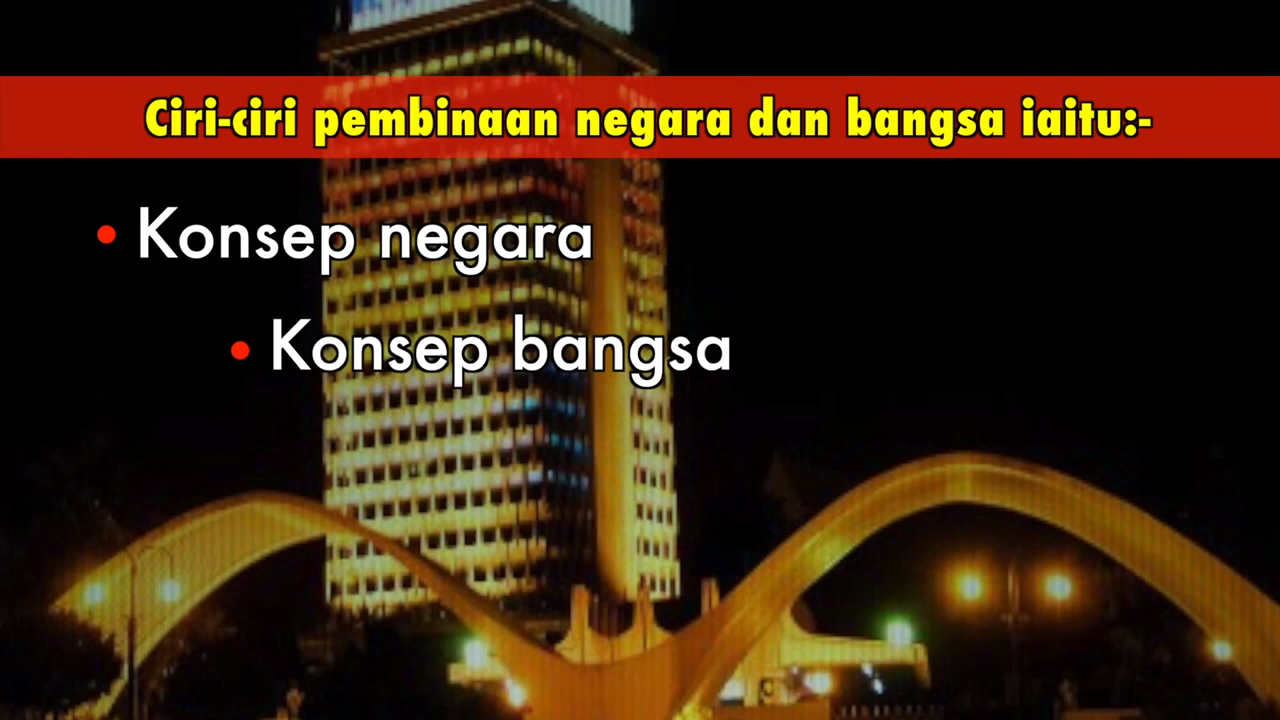 Ciri-ciri pembinaan negara dan bangsa iaitu:-
• Konsep negara
• Konsep bangsa